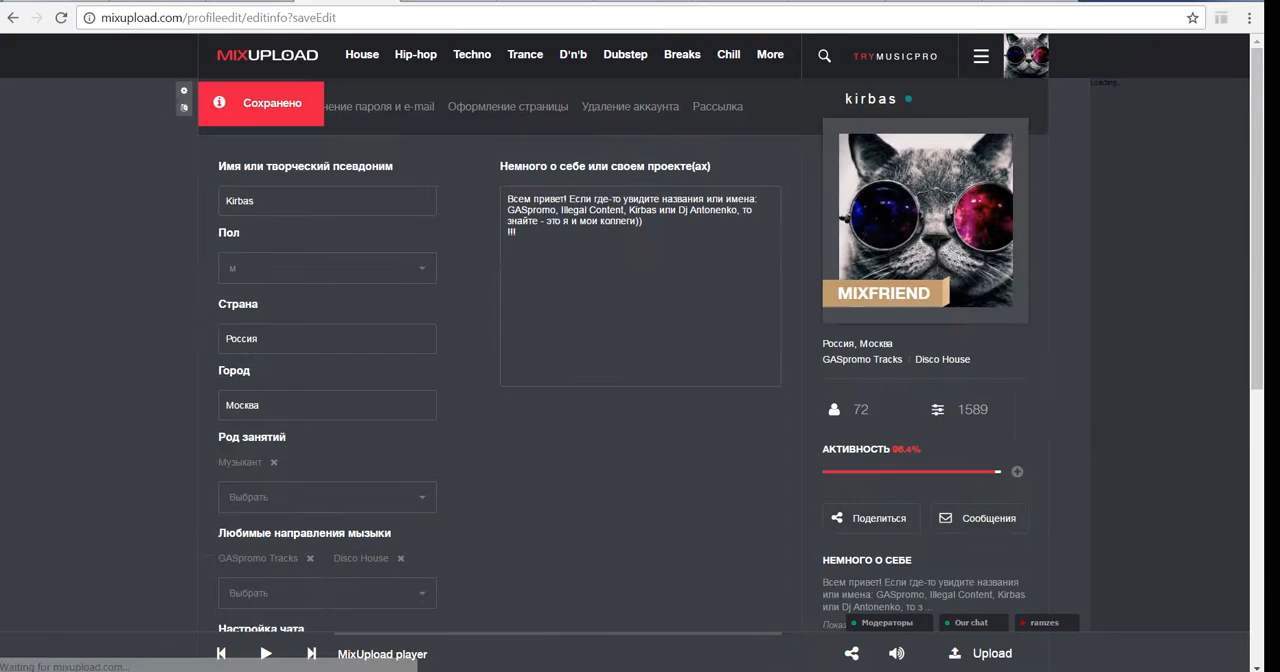 mixupload.com/profileedit/editinfo?saveEdit
MIXUPLOAD
House
Hip-hop
Techno
Trance
D'n'b
Dubstep
Breaks
Chill
More
TRYMUSICPRO
Сохранено
нение пароля и e-mail
Оформление страницы
Удаление аккаунта
Рассылка
kirbas
Loading..
Имя или творческий псевдоним
Kirbas
Пол
м
Страна
Россия
Город
Москва
Род занятий
Музыкант
Выбрать
Любимые направления музыки
GASpromo Tracks
Disco House
Выбрать
Настройка чата
Немного о себе или своем проекте(ах)
Всем привет! Если где-то увидите названия или имена:
GASpromo, Illegal Content, Kirbas или Dj Antonenko, то
знайте - это я и мои коллеги))
!!!
MIXFRIEND
Россия, Москва
GASpromo Tracks / Disco House
72
1589
АКТИВНОСТЬ 96.4%
Поделиться
Сообщения
НЕМНОГО О СЕБЕ
Всем привет! Если где-то увидите названия
или имена: GASpromo, Illegal Content, Kirbas
или Dj Antonenko, то з ...
Показ
Модераторы
Our chat
ramzes
MixUpload player
Upload
Waiting for mixupload.com...